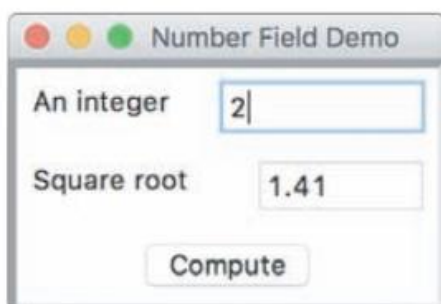 Number Field Demo
An integer 2
Square root 1.41
Compute